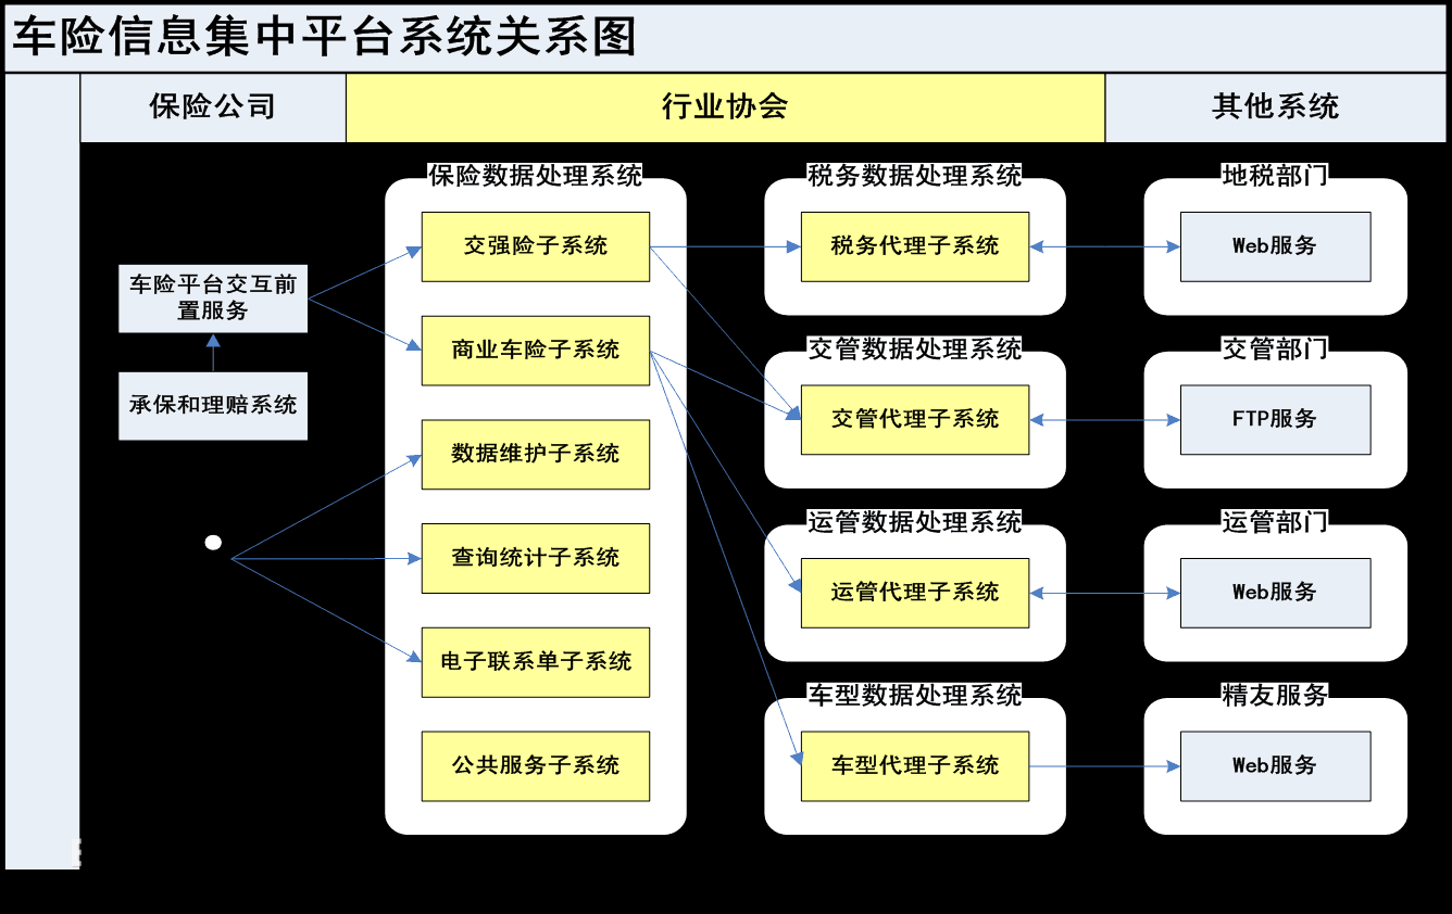 车险信息集中平台系统关系图
保险公司
行业协会
其他系统
车险平台交互前
置服务
承保和理赔系统
保险数据处理系统
交强险子系统
商业车险子系统
数据维护子系统
查询统计子系统
电子联系单子系统
公共服务子系统
税务数据处理系统
税务代理子系统
交管数据处理系统
交管代理子系统
运管数据处理系统
运管代理子系统
车型数据处理系统
车型代理子系统
地税部门
Web服务
交管部门
FTP服务
运管部门
Web服务
精友服务
Web服务